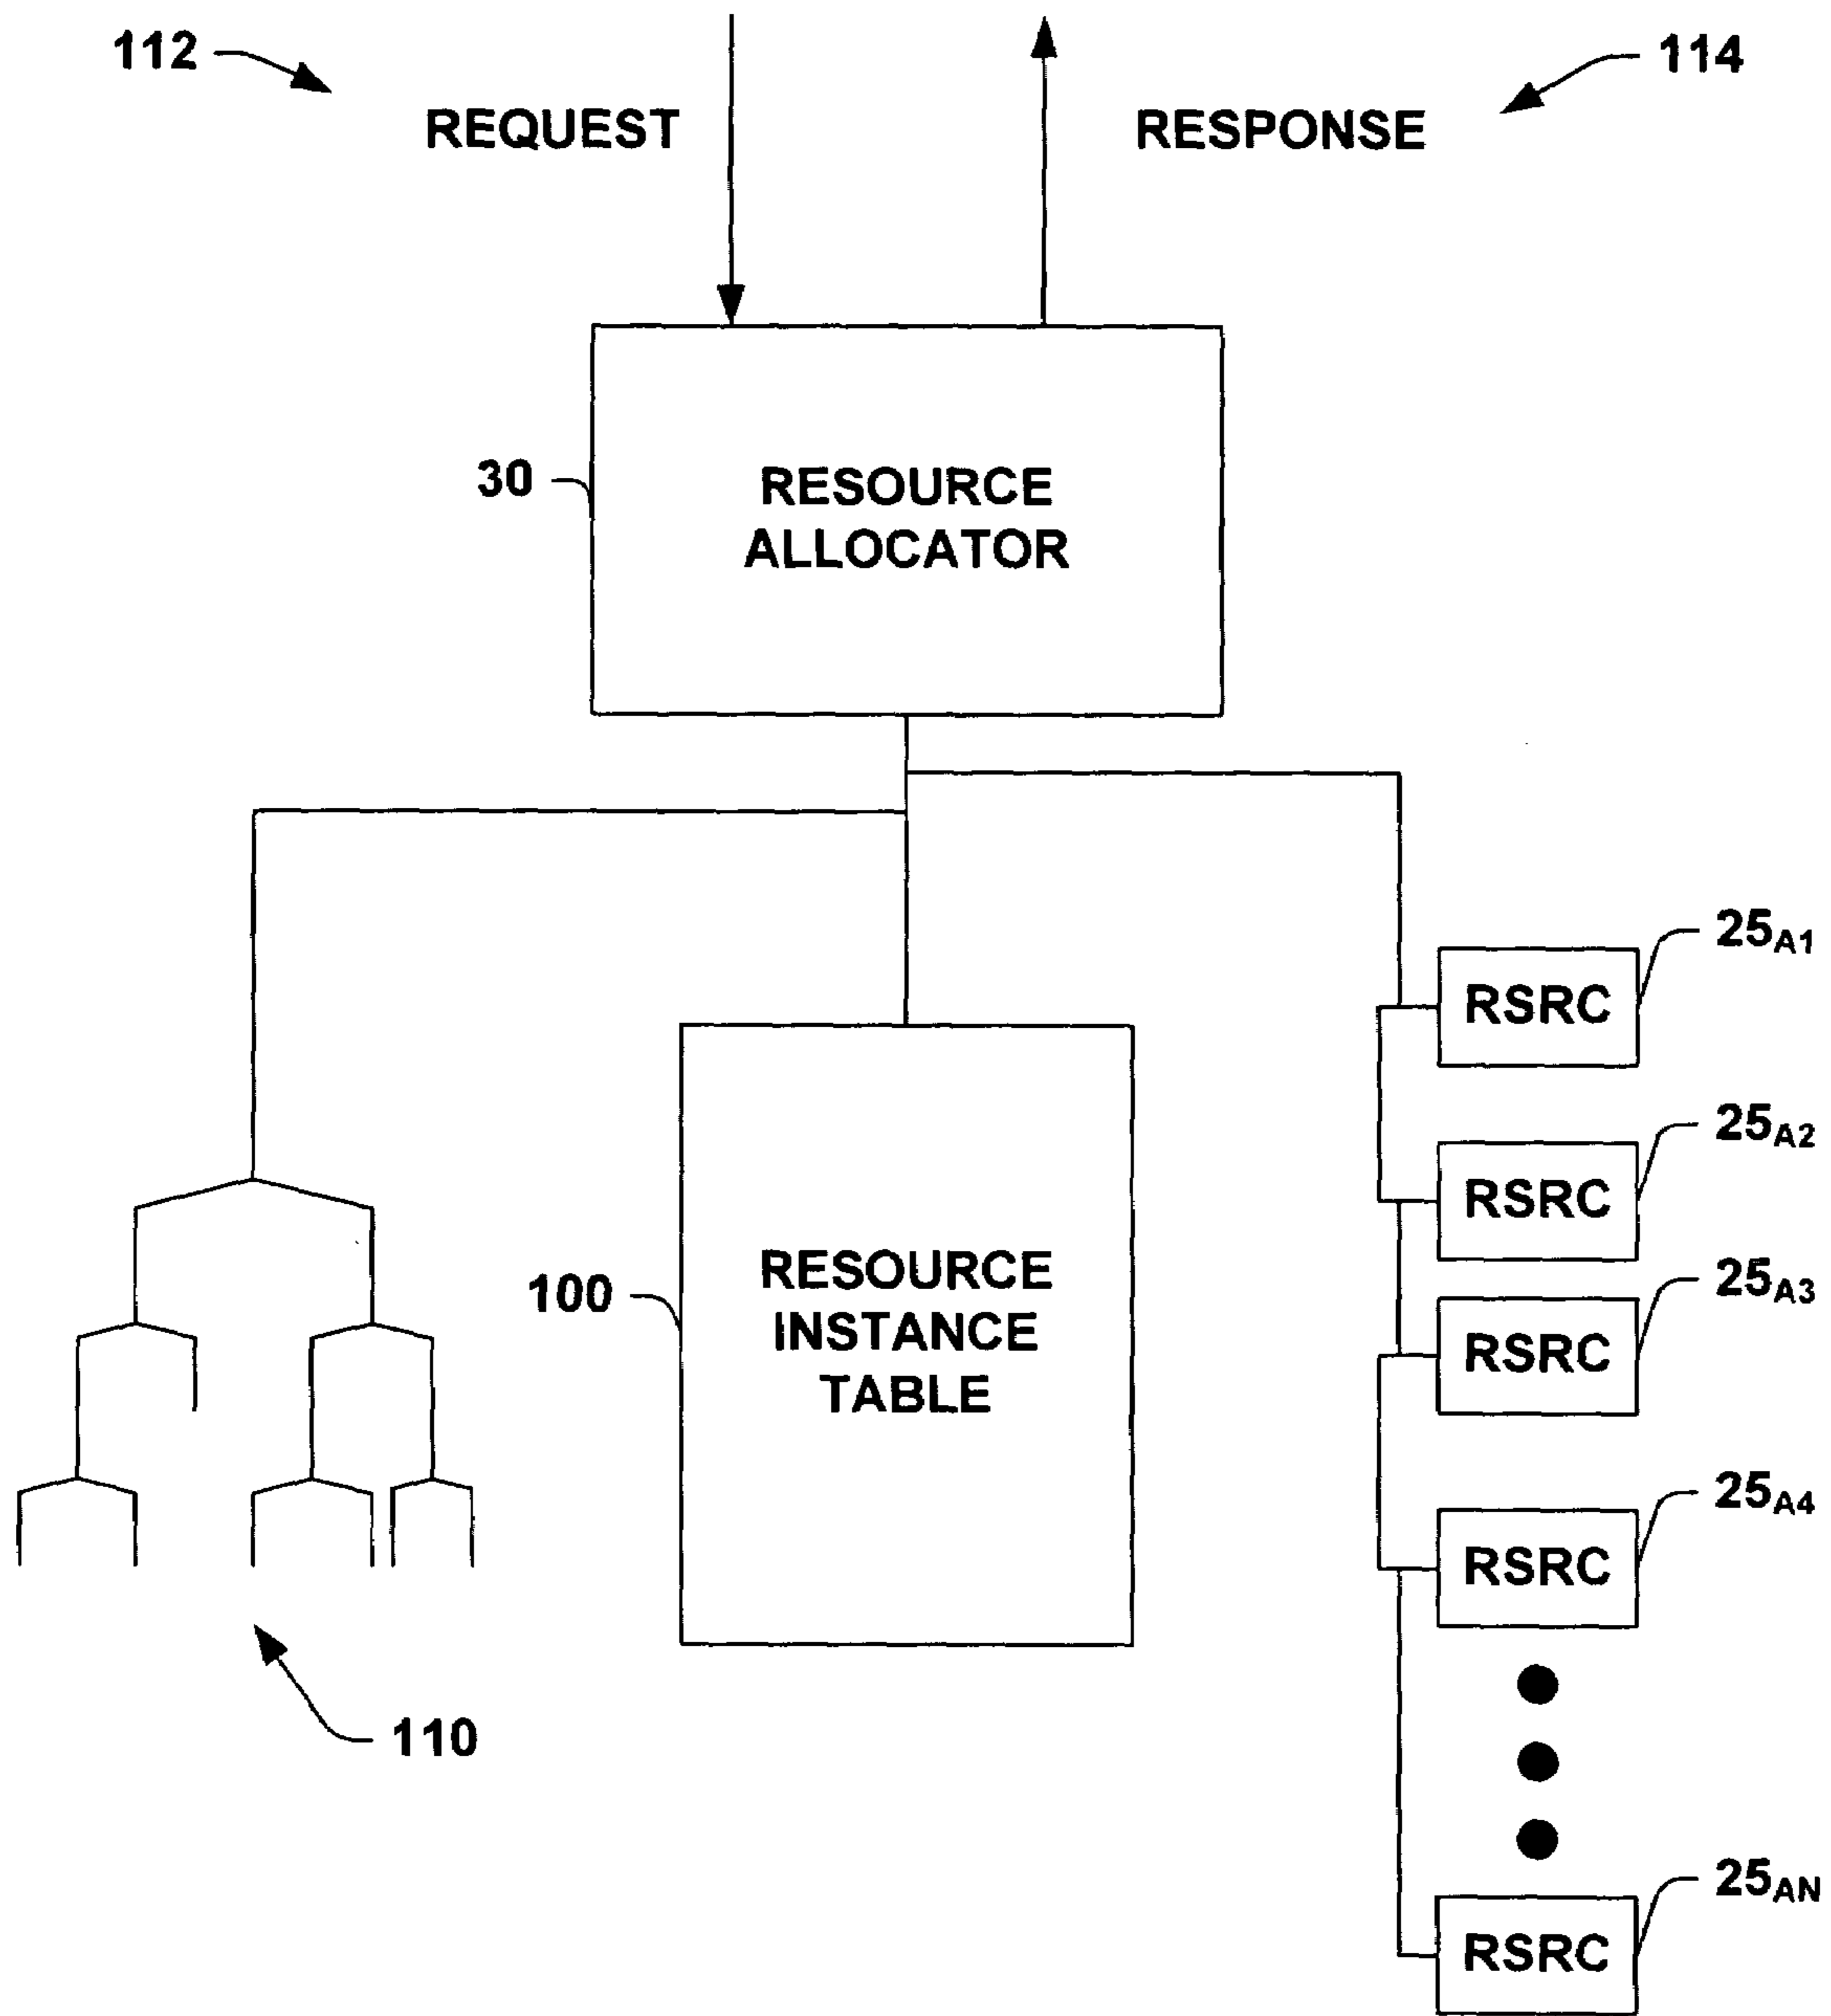 112
114
REQUEST
RESPONSE
30
RESOURCE
ALLOCATOR
25A1
RSRC
25A2
RSRC
25A3
RSRC
100
RESOURCE
INSTANCE
TABLE
25A4
RSRC
110
25AN
RSRC